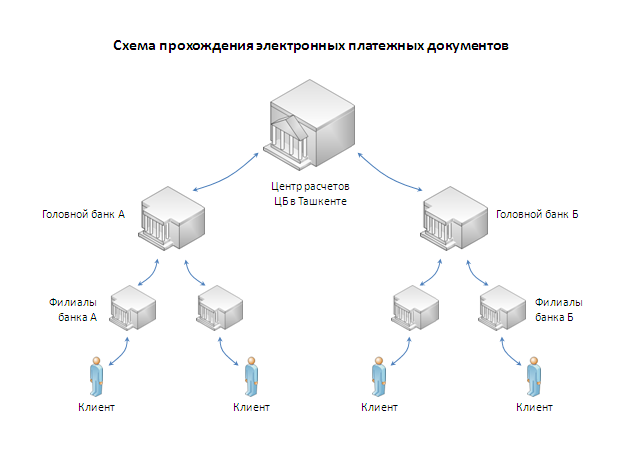 Схема прохождения электронных платежных документов
Центр расчетов
ЦБ в Ташкенте
Головной банк А
Головной банк Б
Филиалы
банка А
Филиалы
банка Б
Клиент
Клиент
Клиент
Клиент